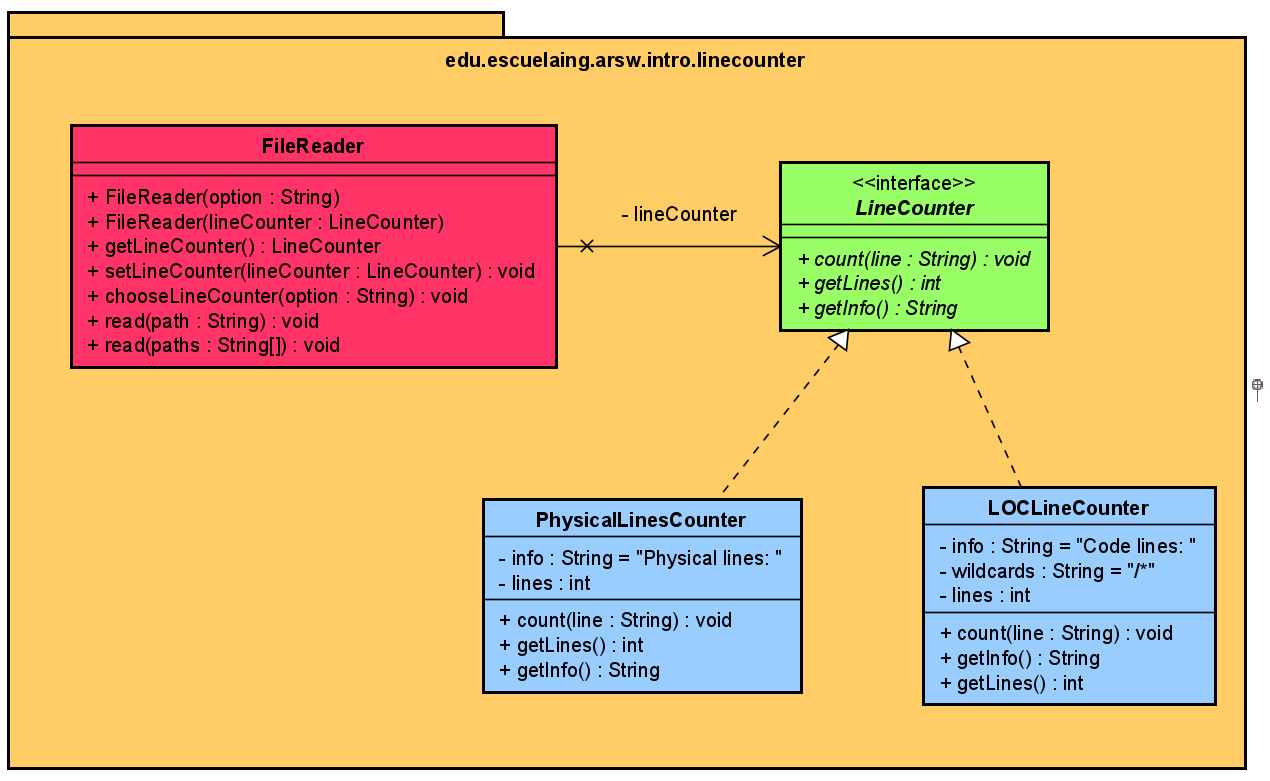 edu.escuelaing.arsw.intro.linecounter
FileReader
+ FileReader(option : String)
+ FileReader(lineCounter : LineCounter)
+ getLineCounter() : LineCounter
+ setLineCounter(lineCounter : LineCounter) : void
+ chooseLineCounter(option : String) : void
+ read(path : String) : void
+ read(paths : String[]) : void
- lineCounter
<<interface>>
LineCounter
+ count(line : String) : void
+ getLines() : int
+ getInfo() : String
PhysicalLinesCounter
- info : String = "Physical lines: "
- lines : int
+ count(line : String) : void
+ getLines() : int
+ getInfo() : String
LOCLineCounter
- info : String = "Code lines: "
- wildcards : String = "/*"
- lines : int
+ count(line : String) : void
+ getInfo() : String
+ getLines() : int